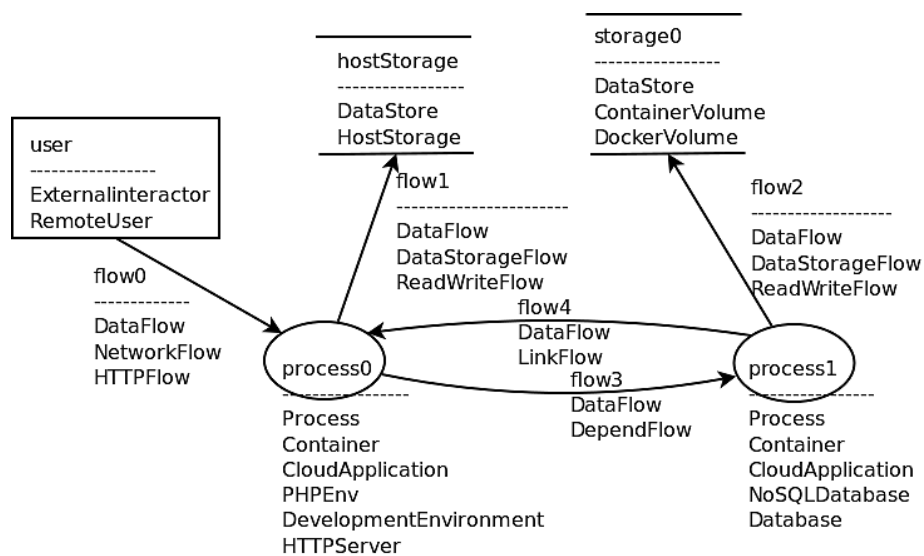 hostStorage
-----------------
DataStore
HostStorage
storage0
-----------------
DataStore
ContainerVolume
DockerVolume
user
-----------------
Externalinteractor
RemoteUser
flow0
-------------
DataFlow
NetworkFlow
HTTPFlow
flow1
-----------------------
DataFlow
DataStorageFlow
ReadWriteFlow
flow2
-------------------
DataFlow
DataStorageFlow
ReadWriteFlow
flow4
DataFlow
LinkFlow
flow3
DataFlow
DependFlow
process0
-----------------
Process
Container
CloudApplication
PHPEnv
DevelopmentEnvironment
HTTPServer
process1
-----------------
Process
Container
CloudApplication
NoSQLDatabase
Database